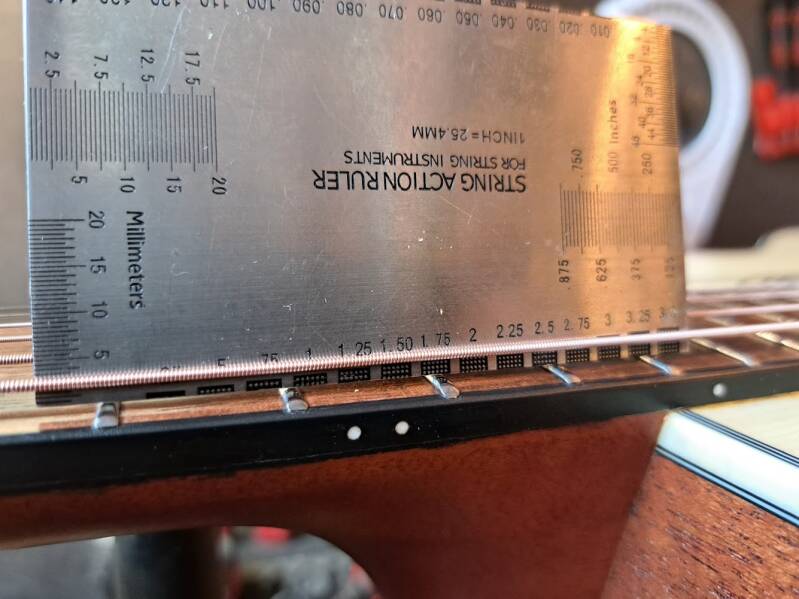 .100 .090 .080 .070 .060 .050 .040 .030 .020 .010
2.5 7.5 12.5 17.5
5 10 15 20
STRING ACTION RULER
FOR STRING INSTRUMENTS
1INCH = 25.4MM
.500 Inches
.750 .250
.875 625 375 125
20
15
10
5
Millimeters
.75 1 1.25 1.50 1.75 2 2.25 2.5 2.75 3 3.25